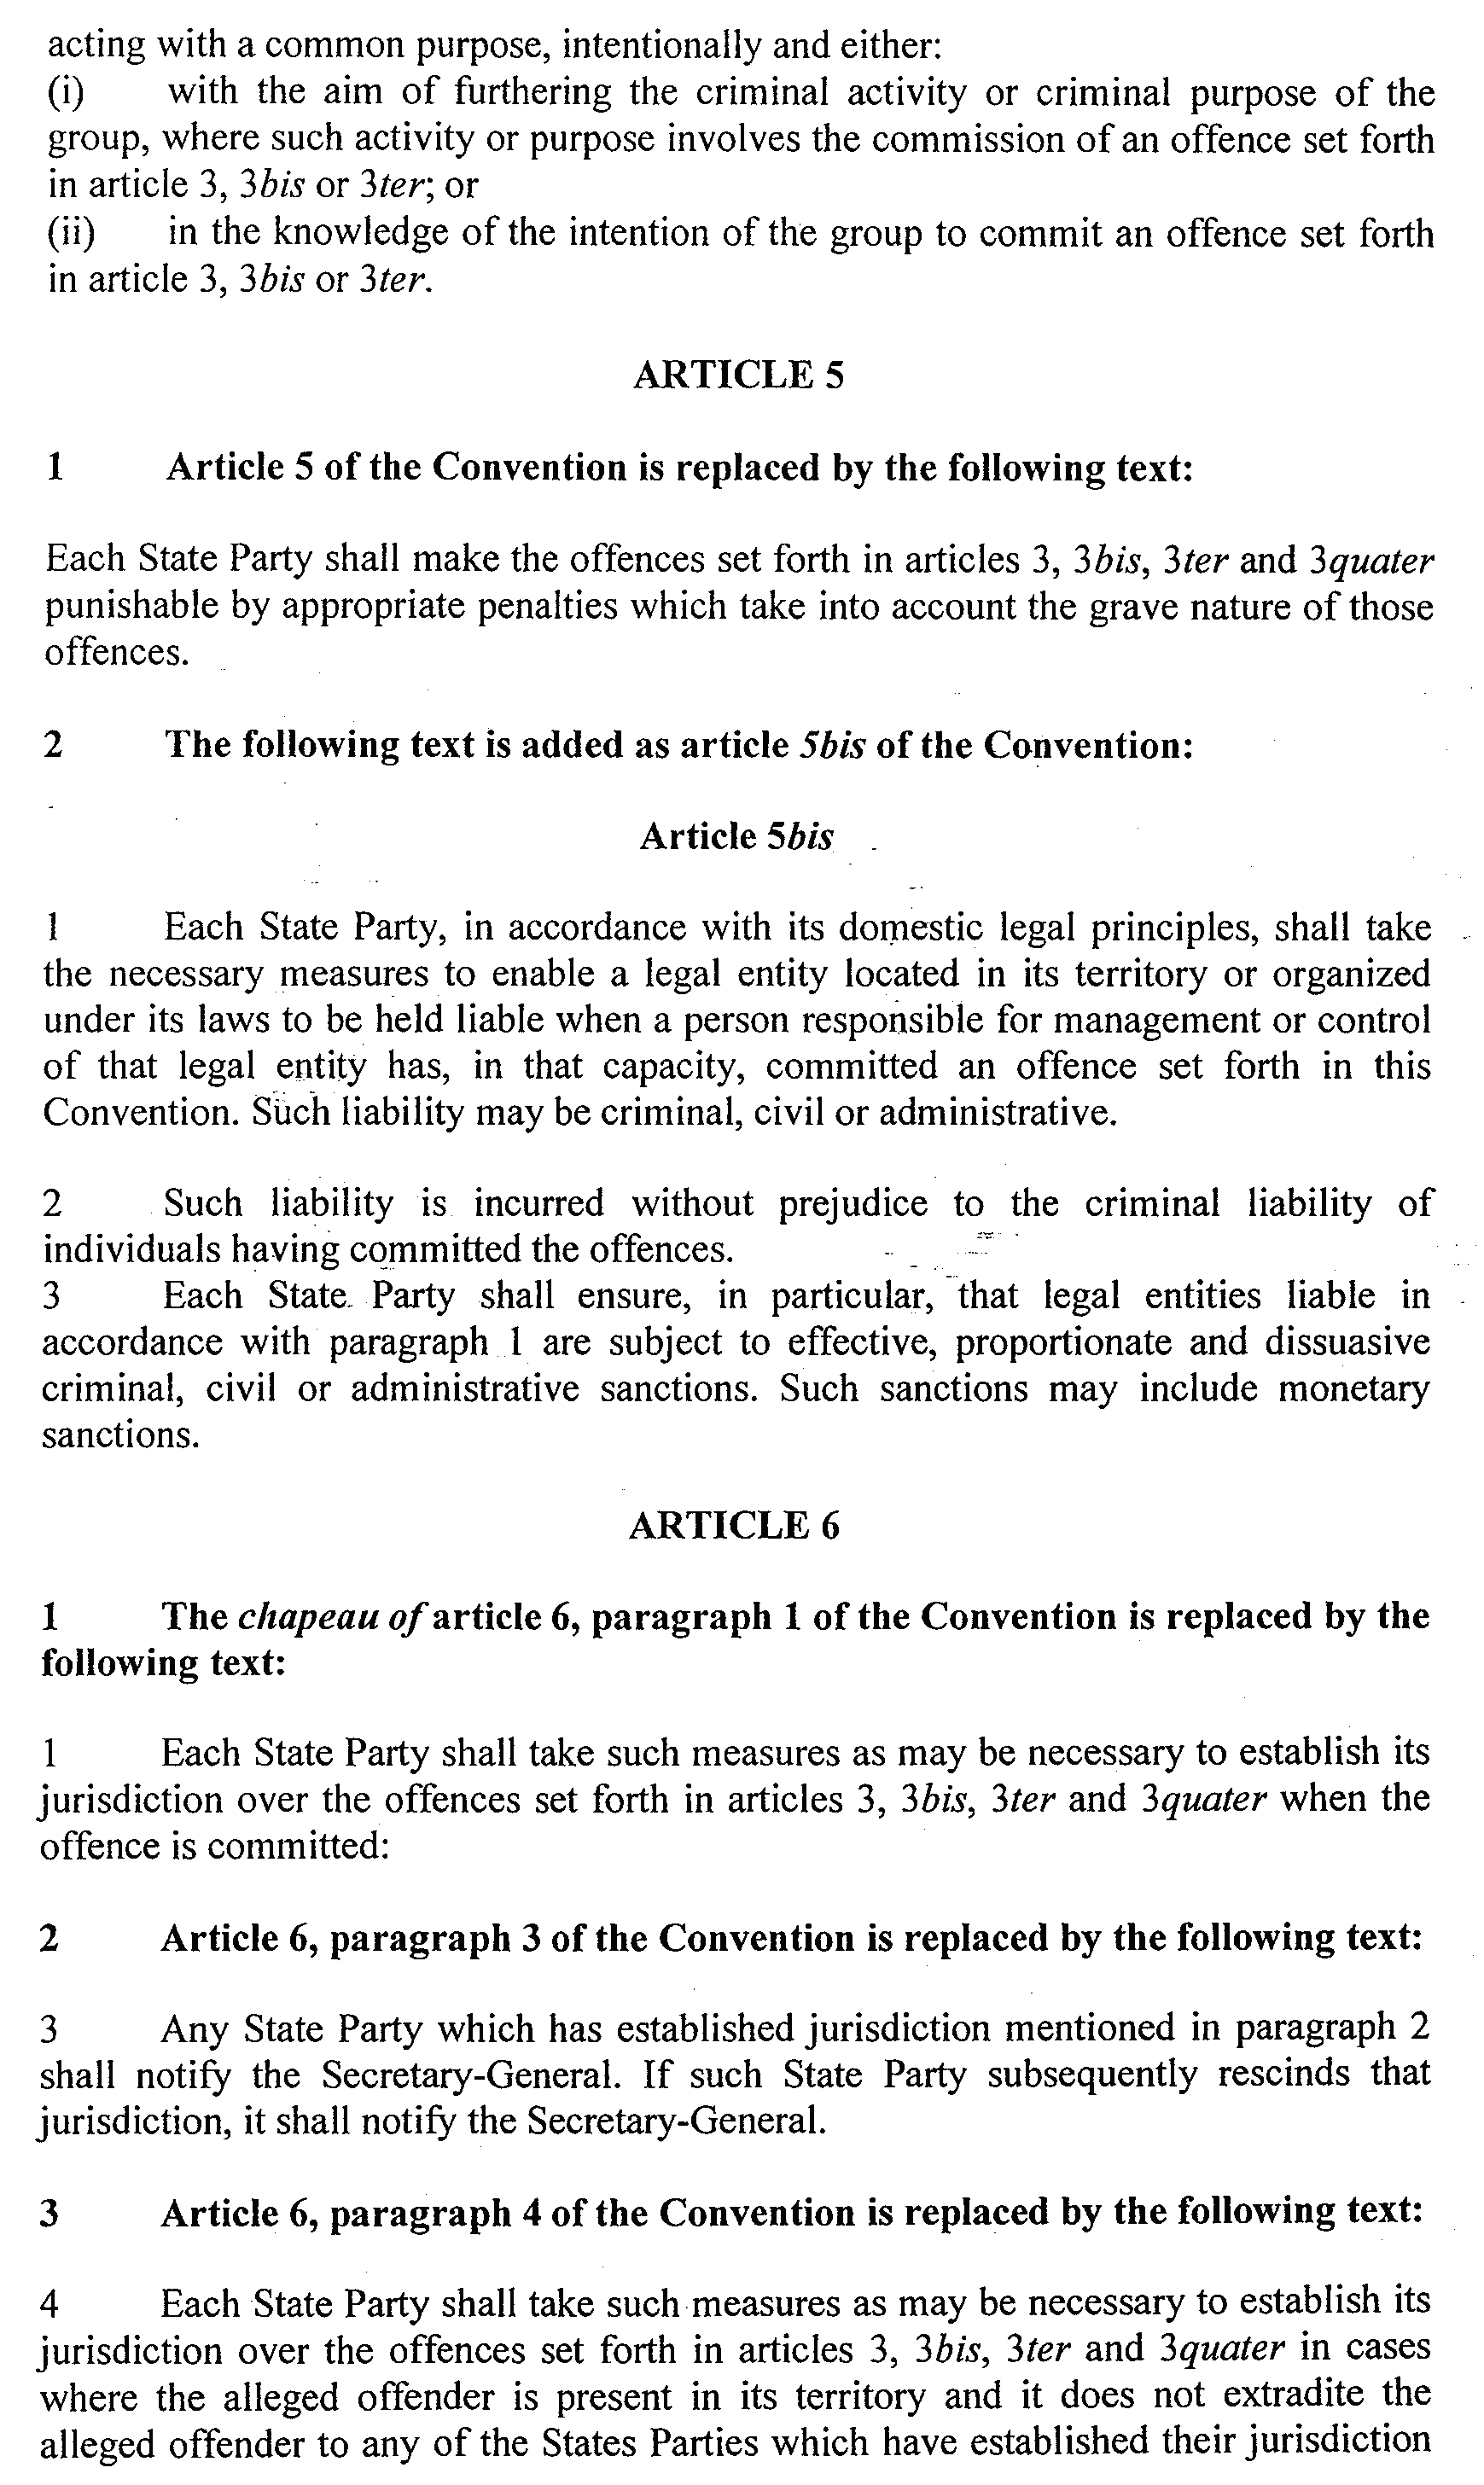 acting with a common purpose, intentionally and either:
(i) with the aim of furthering the criminal activity or criminal purpose of the
group, where such activity or purpose involves the commission of an offence set forth
in article 3, 3bis or 3ter; or
(ii) in the knowledge of the intention of the group to commit an offence set forth
in article 3, 3bis or 3ter.
ARTICLE 5
1 Article 5 of the Convention is replaced by the following text:
Each State Party shall make the offences set forth in articles 3, 3bis, 3ter and 3quater
punishable by appropriate penalties which take into account the grave nature of those
offences.
2 The following text is added as article 5bis of the Convention:
Article 5bis
1 Each State Party, in accordance with its domestic legal principles, shall take
the necessary measures to enable a legal entity located in its territory or organized
under its laws to be held liable when a person responsible for management or control
of that legal entity has, in that capacity, committed an offence set forth in this
Convention. Such liability may be criminal, civil or administrative.
2 Such liability is incurred without prejudice to the criminal liability of
individuals having committed the offences.
3 Each State Party shall ensure, in particular, that legal entities liable in
accordance with paragraph 1 are subject to effective, proportionate and dissuasive
criminal, civil or administrative sanctions. Such sanctions may include monetary
sanctions.
ARTICLE 6
1 The chapeau of article 6, paragraph 1 of the Convention is replaced by the
following text:
1 Each State Party shall take such measures as may be necessary to establish its
jurisdiction over the offences set forth in articles 3, 3bis, 3ter and 3quater when the
offence is committed:
2 Article 6, paragraph 3 of the Convention is replaced by the following text:
3 Any State Party which has established jurisdiction mentioned in paragraph 2
shall notify the Secretary-General. If such State Party subsequently rescinds that
jurisdiction, it shall notify the Secretary-General.
3 Article 6, paragraph 4 of the Convention is replaced by the following text:
4 Each State Party shall take such measures as may be necessary to establish its
jurisdiction over the offences set forth in articles 3, 3bis, 3ter and 3quater in cases
where the alleged offender is present in its territory and it does not extradite the
alleged offender to any of the States Parties which have established their jurisdiction